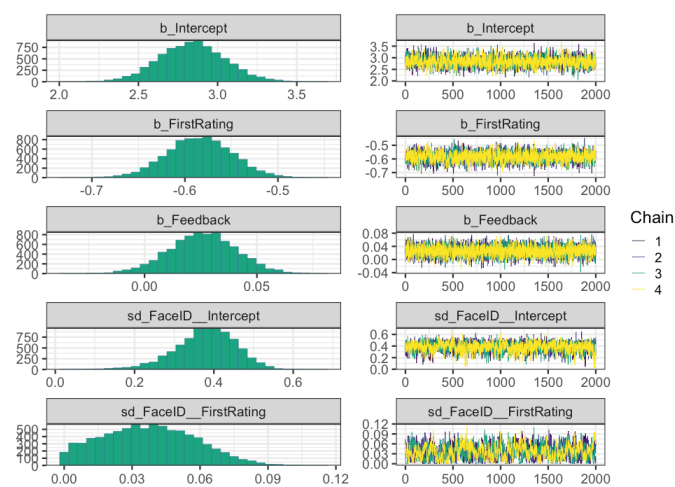 b_Intercept
750
500
250
0
2.0 2.5 3.0 3.5
b_Intercept
3.5
3.0
2.5
2.0
0 500 1000 1500 2000
b_FirstRating
800
600
400
200
0
-0.7 -0.6 -0.5
b_FirstRating
-0.5
-0.6
-0.7
0 500 1000 1500 2000
b_Feedback
800
600
400
200
0
0.00 0.05
b_Feedback
0.08
0.04
0.00
-0.04
0 500 1000 1500 2000
sd_FaceID__Intercept
750
500
250
0
0.0 0.2 0.4 0.6
sd_FaceID__Intercept
0.6
0.4
0.2
0.0
0 500 1000 1500 2000
sd_FaceID__FirstRating
500
400
300
200
100
0
0.00 0.03 0.06 0.09 0.12
sd_FaceID__FirstRating
0.12
0.09
0.06
0.03
0.00
0 500 1000 1500 2000
Chain
1
2
3
4